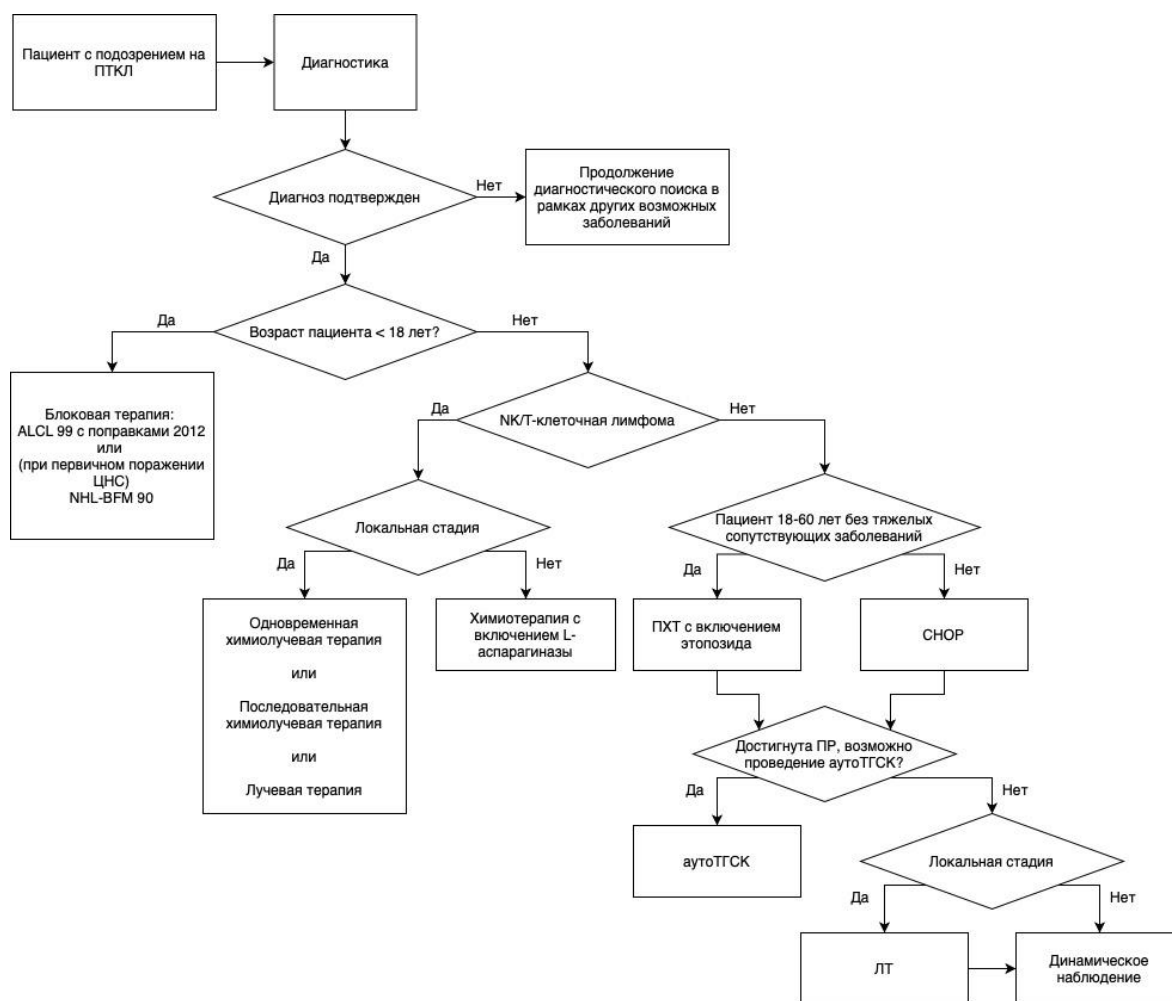 Пациент с подозрением на
ПТКЛ
Диагностика
Диагноз подтвержден
Нет
Продолжение
диагностического поиска в
рамках других возможных
заболеваний
Да
Возраст пациента < 18 лет?
Да
Нет
Блоковая терапия:
ALCL 99 с поправками 2012
или
(при первичном поражении
ЦНС)
NHL-BFM 90
NK/T-клеточная лимфома
Да
Нет
Локальная стадия
Да
Нет
Пациент 18-60 лет без тяжелых
сопутствующих заболеваний
Да
Нет
Одновременная
химиолучевая терапия
или
Последовательная
химиолучевая терапия
или
Лучевая терапия
Химиотерапия с
включением L-
аспарагиназы
ПХТ с включением
этопозида
CHOP
Достигнута ПР, возможно
проведение аутоТГСК?
Да
Нет
аутоТГСК
Локальная стадия
Да
Нет
ЛТ
Динамическое
наблюдение